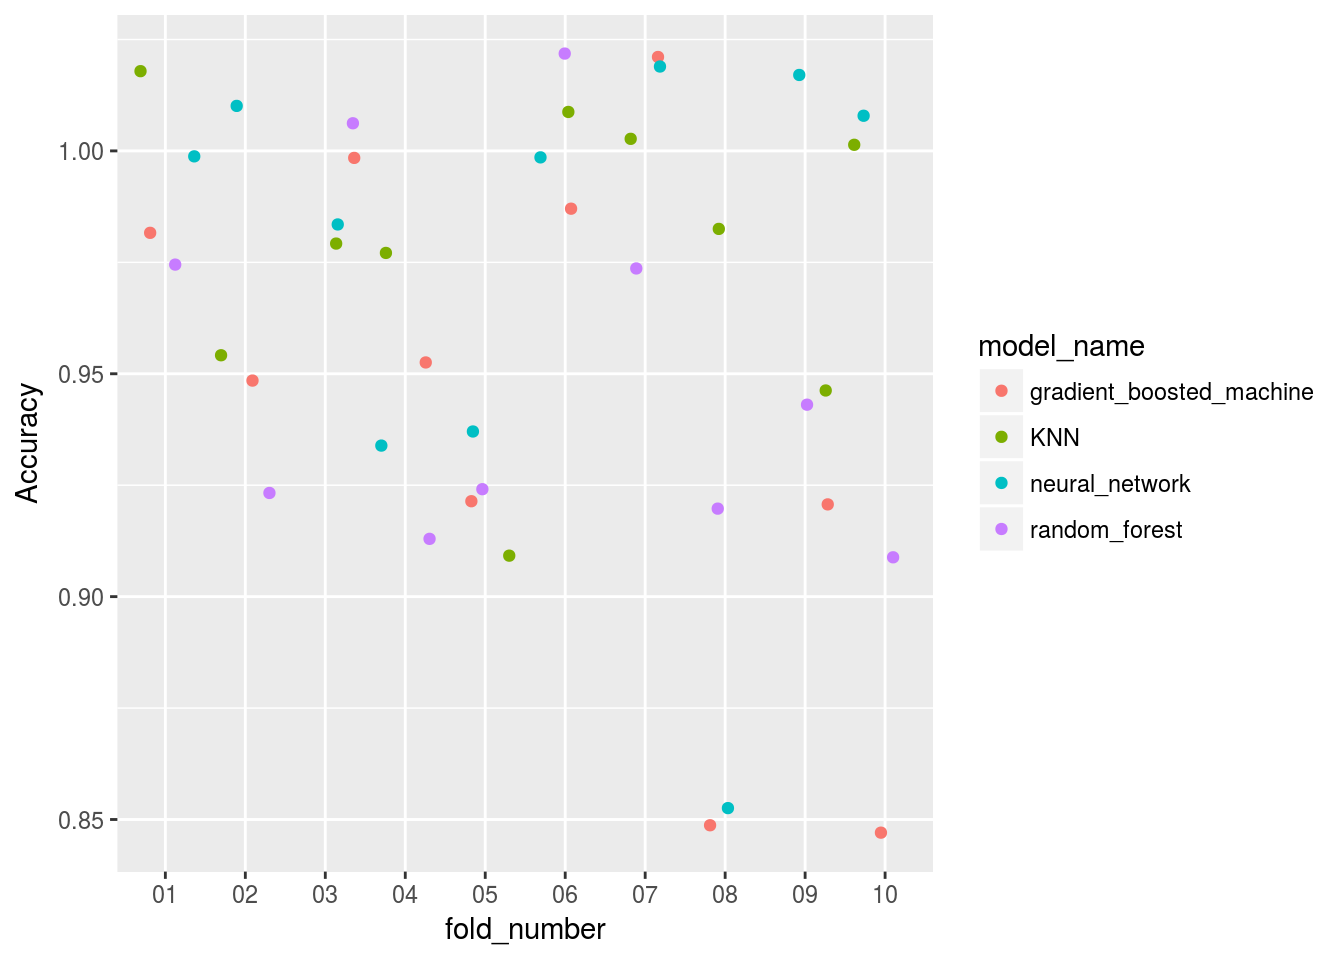 1.00
0.95
0.90
0.85
Accuracy
01 02 03 04 05 06 07 08 09 10
fold_number
model_name
gradient_boosted_machine
KNN
neural_network
random_forest